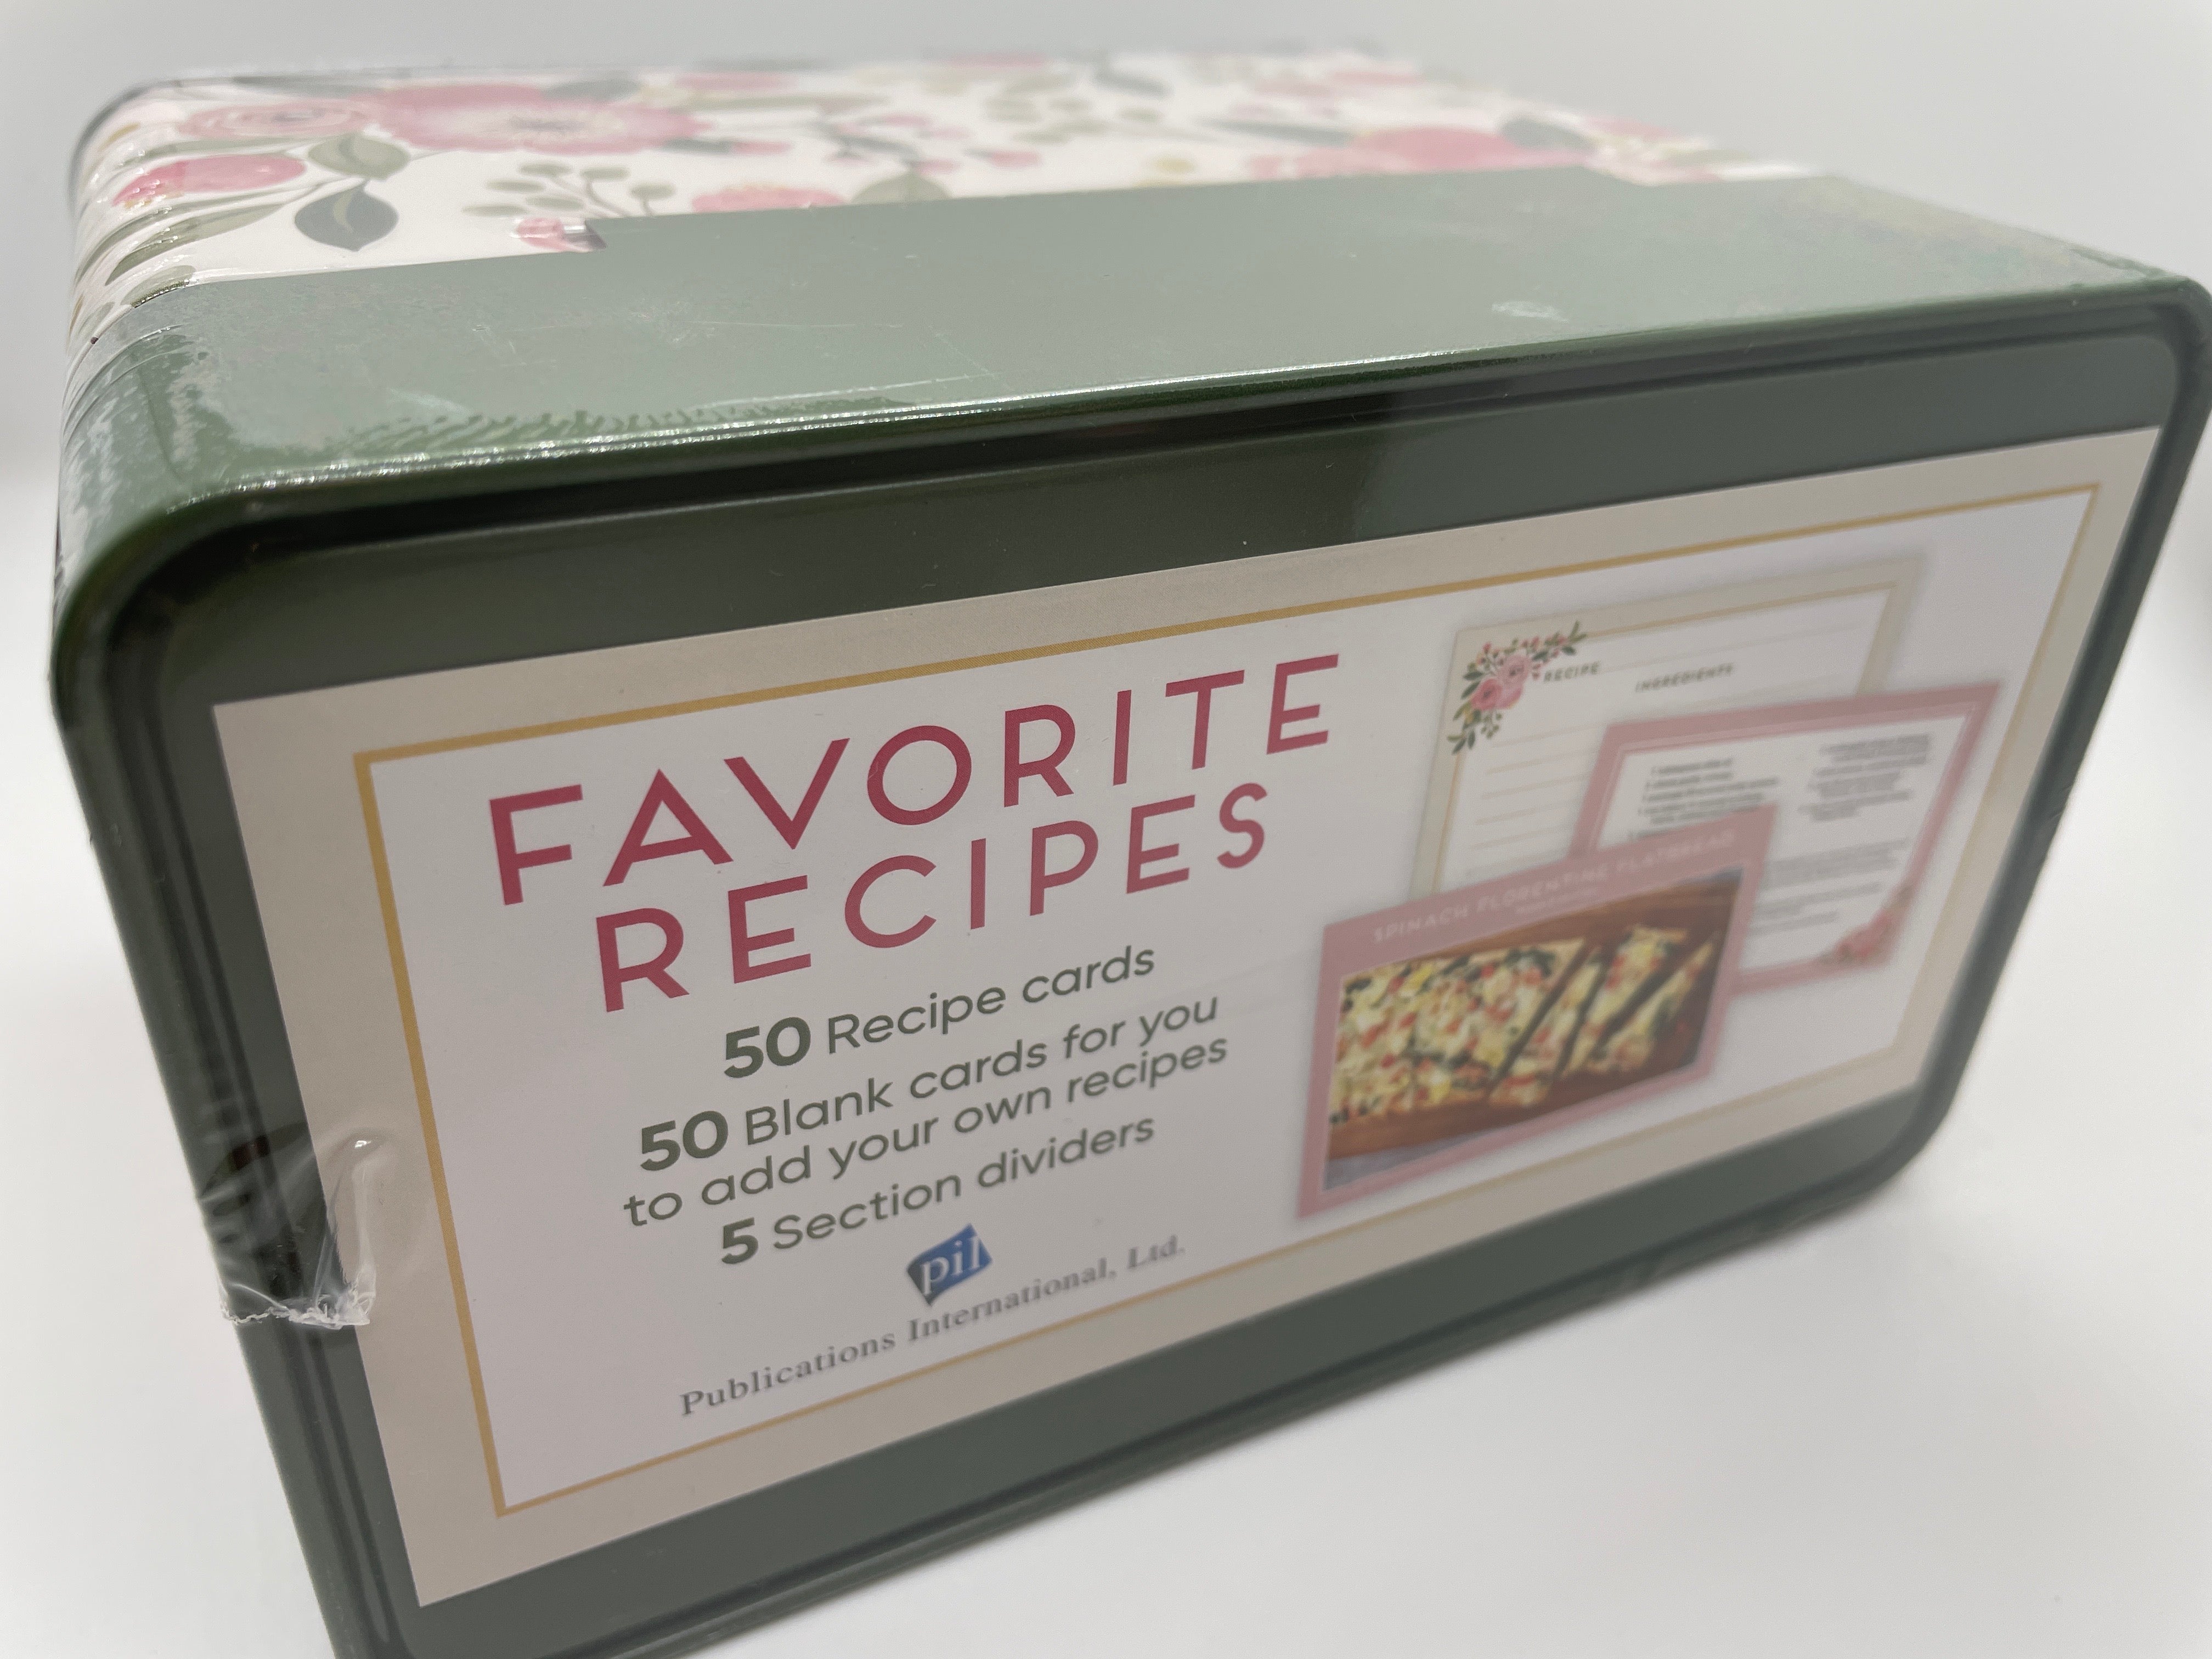 FAVORITE
RECIPES
50 Recipe cards
50 Blank cards for you
to add your own recipes
5 Section dividers
pil
Publications International, Ltd.
RECIPE
INGREDIENTS
SPINACH FLORENTINE FLATBREAD